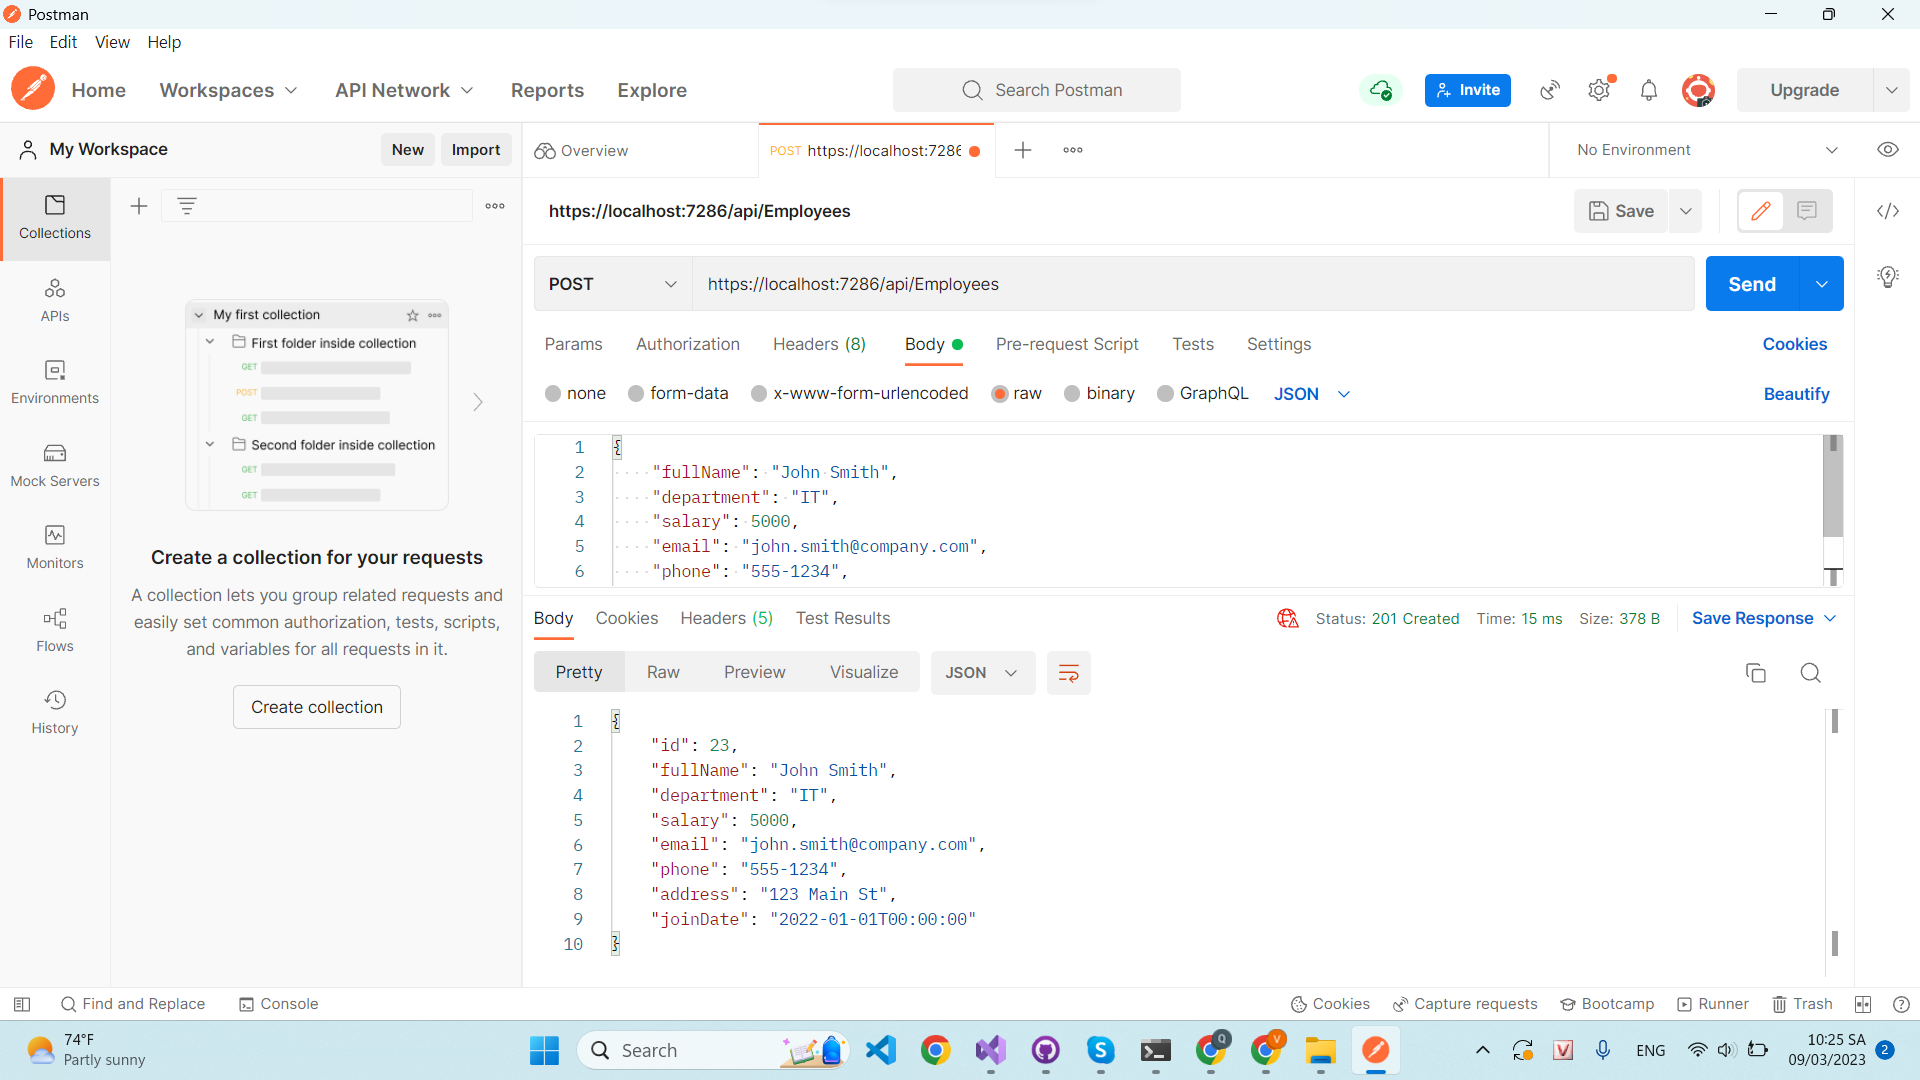 Postman
File Edit View Help
Home Workspaces API Network Reports Explore Search Postman Invite Upgrade
My Workspace New Import Overview POST https://localhost:7286 No Environment
Collections
https://localhost:7286/api/Employees Save
POST https://localhost:7286/api/Employees Send
APIs
My first collection
First folder inside collection
GET
POST
GET
Second folder inside collection
GET
GET
Params Authorization Headers (8) Body Pre-request Script Tests Settings Cookies
none form-data x-www-form-urlencoded raw binary GraphQL JSON Beautify
Environments
1 {
2 "fullName": "John Smith",
3 "department": "IT",
4 "salary": 5000,
5 "email": "john.smith@company.com",
6 "phone": "555-1234",
Mock Servers
Monitors
Flows
History
Create a collection for your requests
A collection lets you group related requests and
easily set common authorization, tests, scripts,
and variables for all requests in it.
Create collection
Body Cookies Headers (5) Test Results Status: 201 Created Time: 15 ms Size: 378 B Save Response
Pretty Raw Preview Visualize JSON
1 {
2 "id": 23,
3 "fullName": "John Smith",
4 "department": "IT",
5 "salary": 5000,
6 "email": "john.smith@company.com",
7 "phone": "555-1234",
8 "address": "123 Main St",
9 "joinDate": "2022-01-01T00:00:00"
10 }
Find and Replace Console Cookies Capture requests Bootcamp Runner Trash
74°F
Partly sunny
Search
Q
V
S
V
ENG
10:25 SA
09/03/2023
2